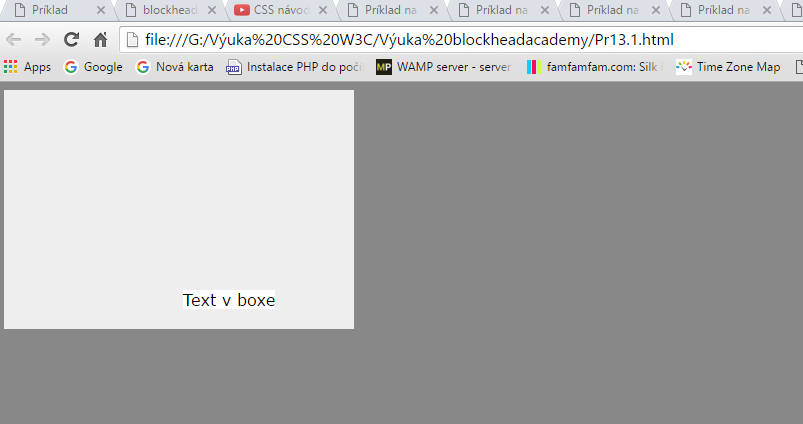 Príklad blockhead CSS návod Príklad na Príklad na Príklad na Príklad na
file:///G:/Výuka%20CSS%20W3C/Výuka%20blockheadacademy/Pr13.1.html
Apps Google Nová karta Instalace PHP do počí MP WAMP server - server famfamfam.com: Silk Time Zone Map
Text v boxe